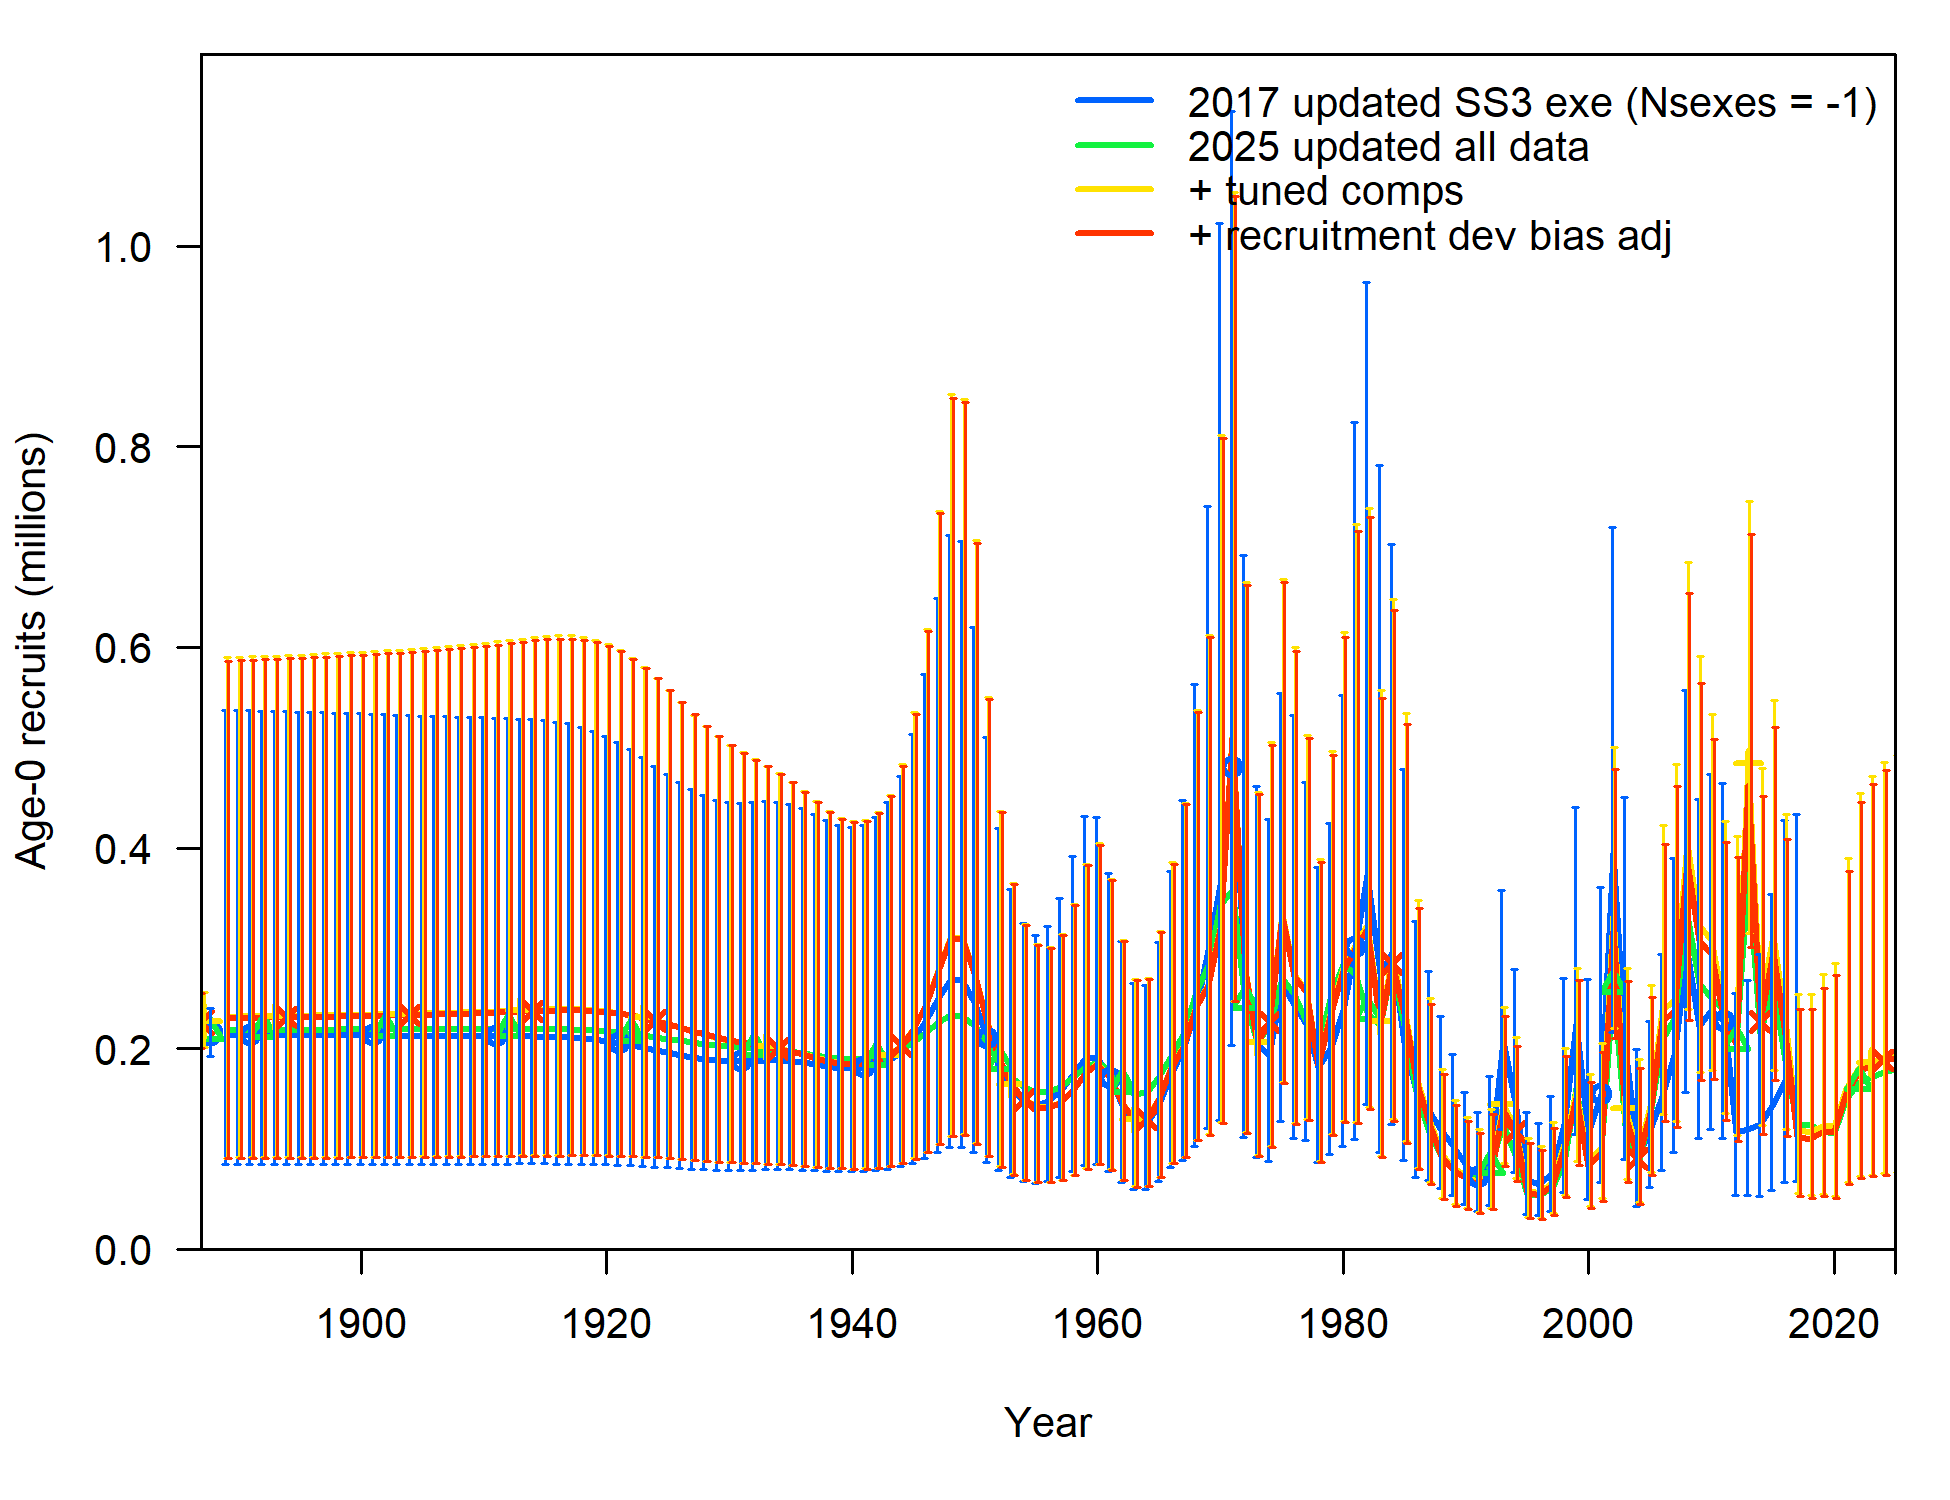 2017 updated SS3 exe (Nsexes = -1)
2025 updated all data
+ tuned comps
+ recruitment dev bias adj
Age-0 recruits (millions)
1.0
0.8
0.6
0.4
0.2
0.0
1900 1920 1940 1960 1980 2000 2020
Year